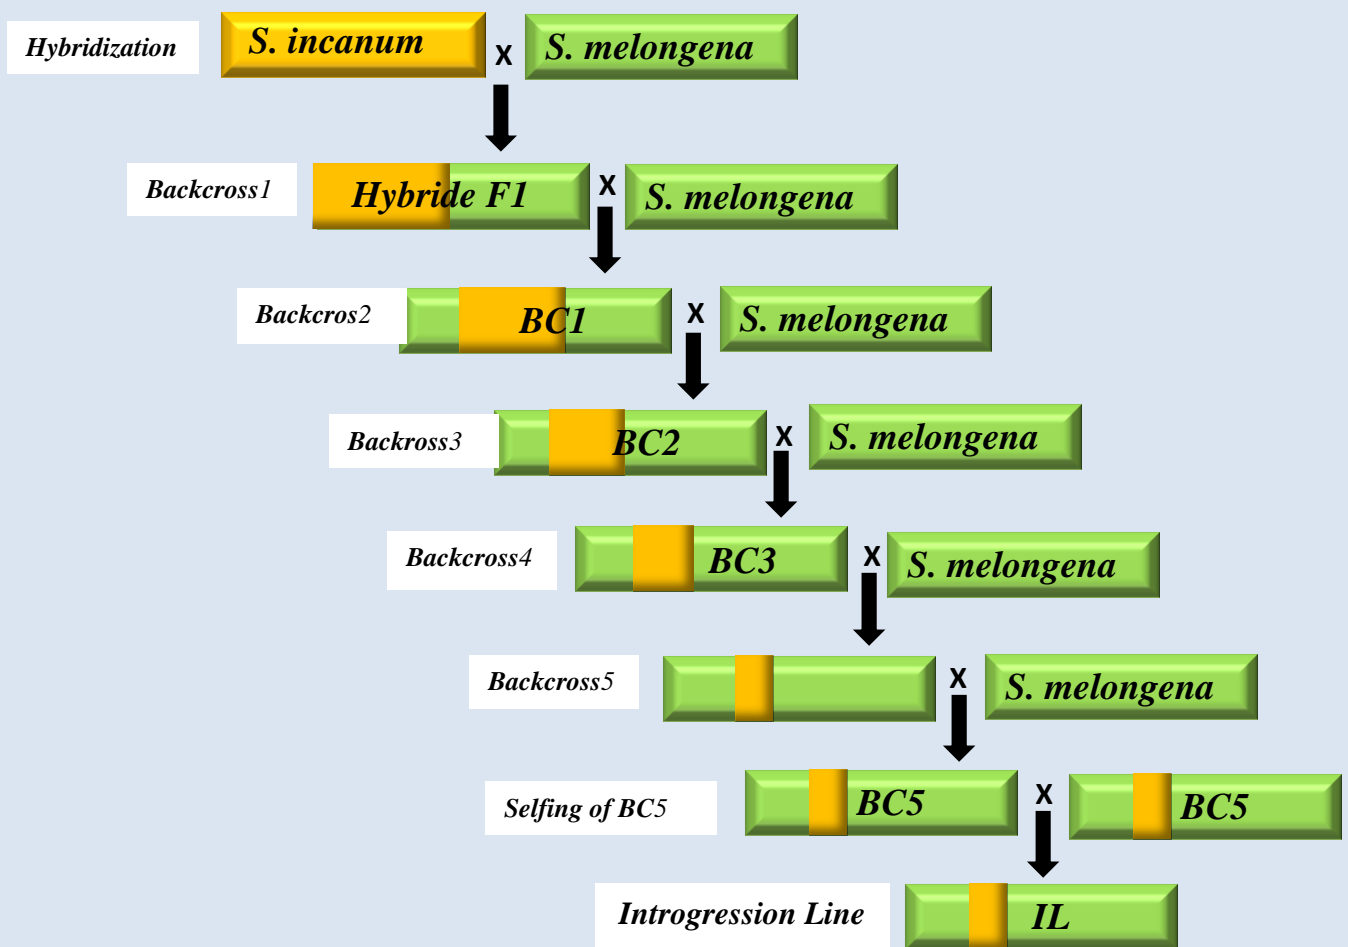 Hybridization S. incanum X S. melongena
Backcross1 Hybride F1 X S. melongena
Backcros2 BC1 X S. melongena
Backross3 BC2 X S. melongena
Backcross4 BC3 X S. melongena
Backcross5 X S. melongena
Selfing of BC5 BC5 X BC5
Introgression Line IL